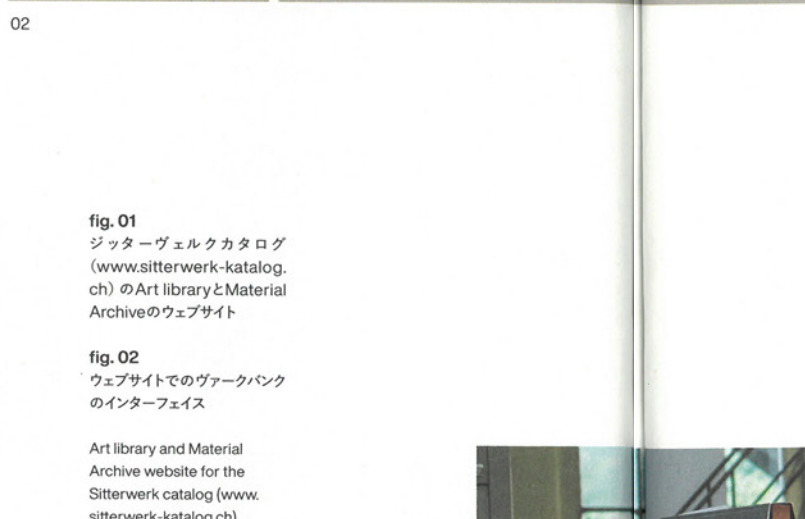 02
fig. 01
ジッターヴェルクカタログ
(www.sitterwerk-katalog.
ch) のArt libraryとMaterial
Archiveのウェブサイト
fig. 02
ウェブサイトでのヴァークバンク
のインターフェイス
Art library and Material
Archive website for the
Sitterwerk catalog (www.
sitterwerk-katalog.ch)